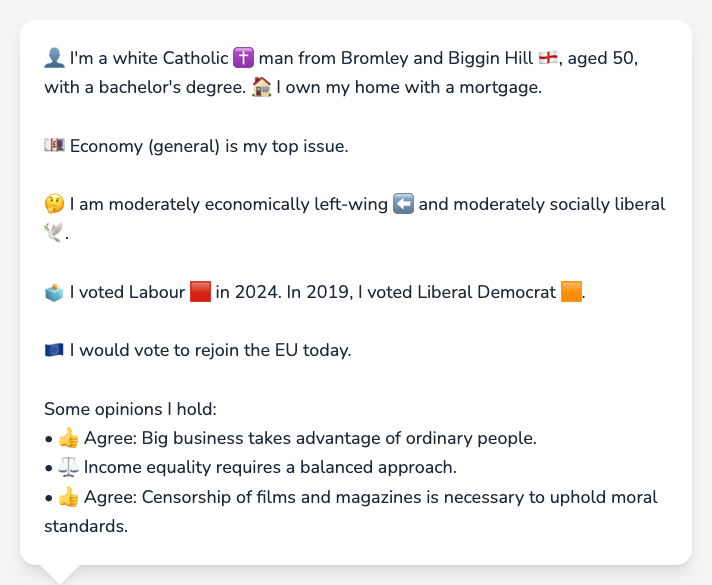 👤 I'm a white Catholic ✝️ man from Bromley and Biggin Hill 🏴󠁧󠁢󠁥󠁮󠁧󠁿, aged 50,
with a bachelor's degree. 🏠 I own my home with a mortgage.
💷 Economy (general) is my top issue.
🤔 I am moderately economically left-wing ⬅️ and moderately socially liberal
🕊️.
🗳️ I voted Labour 🟥 in 2024. In 2019, I voted Liberal Democrat 🟧.
🇪🇺 I would vote to rejoin the EU today.
Some opinions I hold:
• 👍 Agree: Big business takes advantage of ordinary people.
• ⚖️ Income equality requires a balanced approach.
• 👍 Agree: Censorship of films and magazines is necessary to uphold moral
standards.